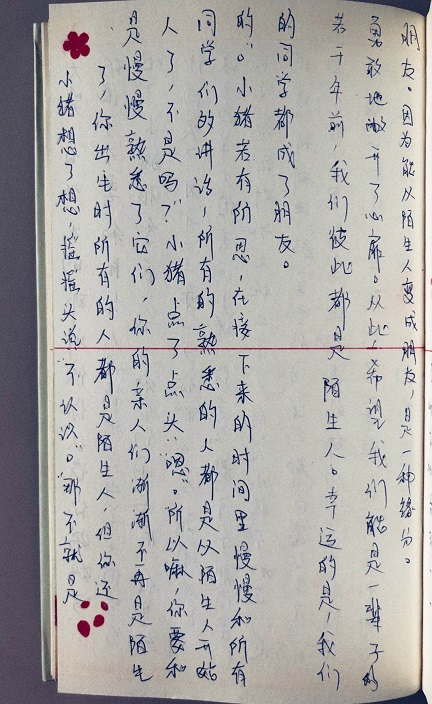 小猪想了想，摇摇头说“不认识”。“那不就是
了，你出生时所有的人都是陌生人，但你还
是慢慢熟悉了它们，你的亲人们渐渐不再是陌生
人了，不是吗？”小猪点了点头“嗯”。所以嘛，你要和
同学们多讲话，所有的熟悉的人都是从陌生人开始
的”。小猪若有所思，在接下来的时间里慢慢和所有
的同学都成了朋友。
若干年前，我们彼此都是陌生人。幸运的是，我们
勇敢地敞开了心扉。从此，希望我们能是一辈子的
朋友。因为能从陌生人变成朋友，是一种缘分。